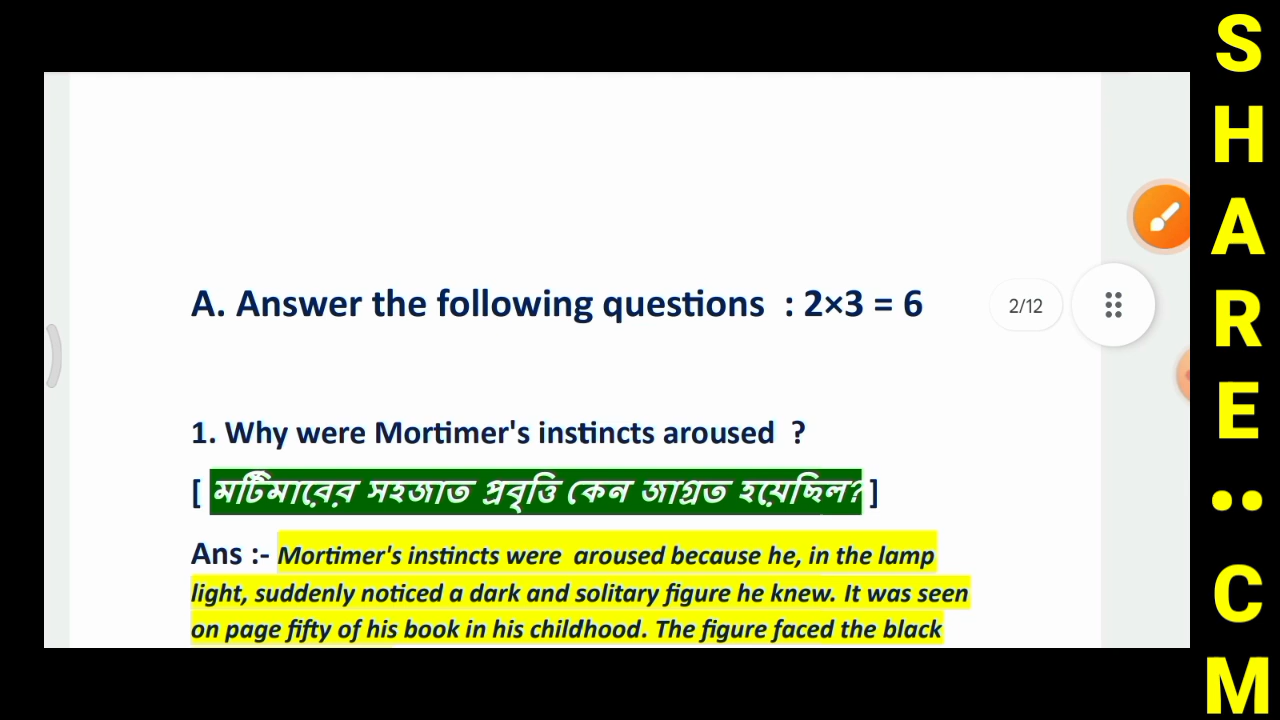 A. Answer the following questions : 2×3 = 6
2/12
1. Why were Mortimer's instincts aroused ?
[ মর্টিমারের সহজাত প্রবৃত্তি কেন জাগ্রত হয়েছিল? ]
Ans :- Mortimer's instincts were aroused because he, in the lamp
light, suddenly noticed a dark and solitary figure he knew. It was seen
on page fifty of his book in his childhood. The figure faced the black
S
H
A
R
E
••
C
M